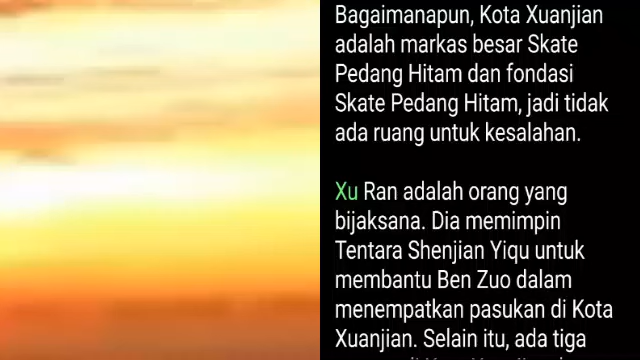 Bagaimanapun, Kota Xuanjian
adalah markas besar Skate
Pedang Hitam dan fondasi
Skate Pedang Hitam, jadi tidak
ada ruang untuk kesalahan.
Xu Ran adalah orang yang
bijaksana. Dia memimpin
Tentara Shenjian Yiqu untuk
membantu Ben Zuo dalam
menempatkan pasukan di Kota
Xuanjian. Selain itu, ada tiga